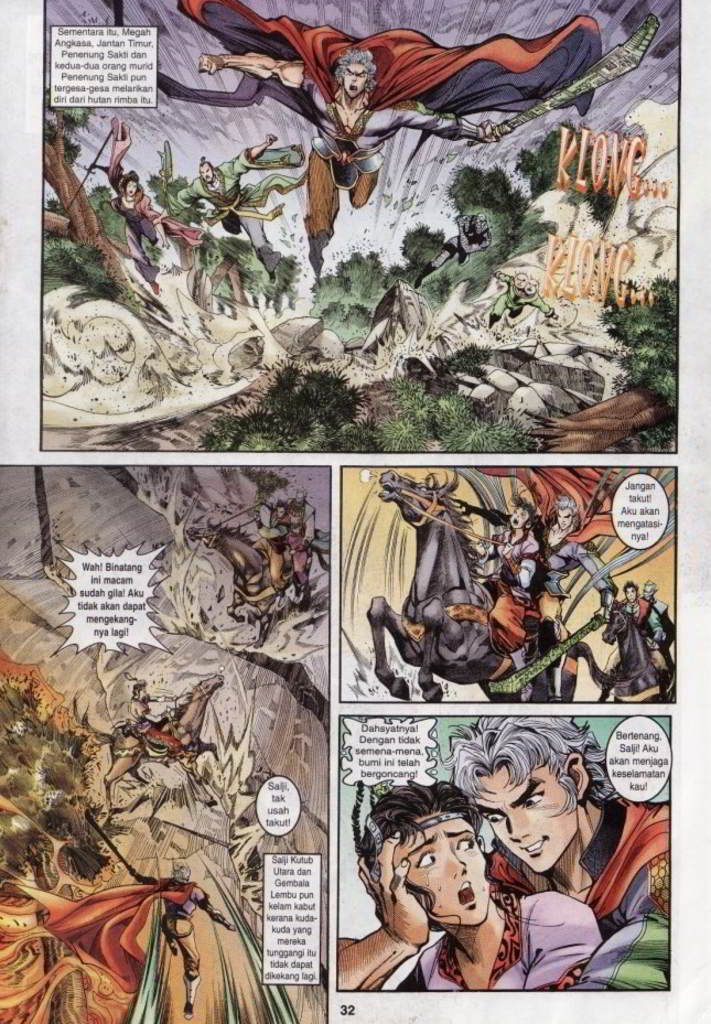 Sementara itu, Megah
Angkasa, Jantan Timur,
Penenung Sakti dan
kedua-dua orang murid
Penenung Sakti pun
tergesa-gesa melarikan
diri dari hutan rimba itu.
KLONG...
KLONG...
Wah! Binatang
ini macam
sudah gila! Aku
tidak akan dapat
mengekang-
nya lagi!
Salji,
tak
usah
takut!
Salji Kutub
Utara dan
Gembala
Lembu pun
kelam kabut
kerana kuda-
kuda yang
mereka
tunggangi itu
tidak dapat
dikekang lagi.
Jangan
takut!
Aku akan
mengatasi-
nya!
Dahsyatnya!
Dengan tidak
semena-mena,
bumi ini telah
bergoncang!
Bertenang,
Salji! Aku
akan menjaga
keselamatan
kau!
32